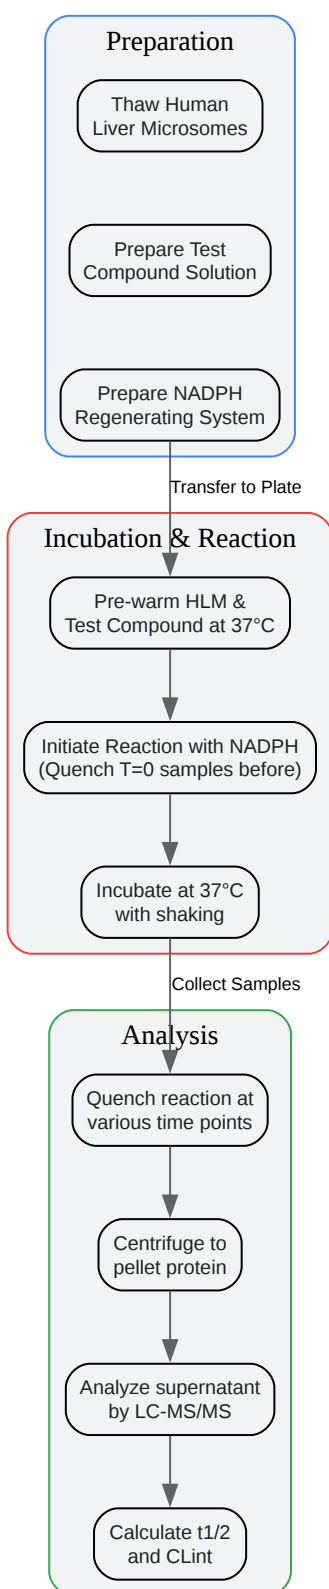 Preparation
Thaw Human
Liver Microsomes
Prepare Test
Compound Solution
Prepare NADPH
Regenerating System
Transfer to Plate
Incubation & Reaction
Pre-warm HLM &
Test Compound at 37°C
Initiate Reaction with NADPH
(Quench T=0 samples before)
Incubate at 37°C
with shaking
Collect Samples
Analysis
Quench reaction at
various time points
Centrifuge to
pellet protein
Analyze supernatant
by LC-MS/MS
Calculate t1/2
and CLint